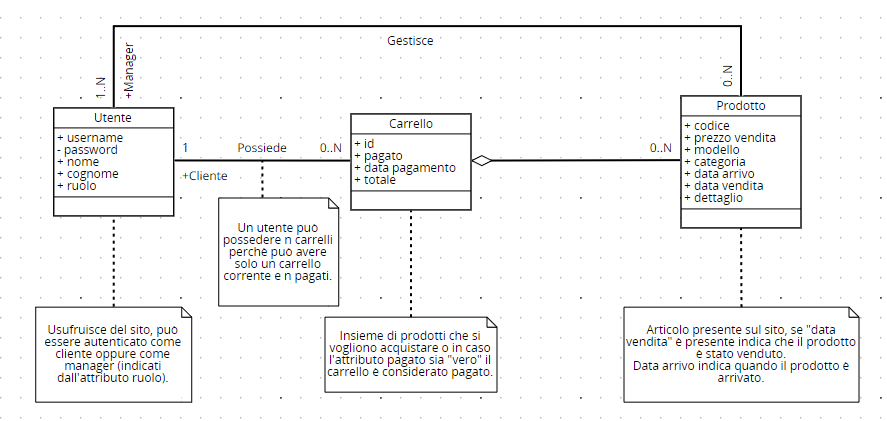 Gestisce
1..N
+Manager
0..N
Utente
+ username
- password
+ nome
+ cognome
+ ruolo
1
Possiede
0..N
+Cliente
Carrello
+ id
+ pagato
+ data pagamento
+ totale
0..N
Prodotto
+ codice
+ prezzo vendita
+ modello
+ categoria
+ data arrivo
+ data vendita
+ dettaglio
Un utente può
possedere n carrelli
perchè può avere
solo un carrello
corrente e n pagati.
Usufruisce del sito, può
essere autenticato come
cliente oppure come
manager (indicati
dall'attributo ruolo).
Insieme di prodotti che si
vogliono acquistare o in caso
l'attributo pagato sia "vero" il
carrello è considerato pagato.
Articolo presente sul sito, se "data
vendita" è presente indica che il prodotto
è stato venduto.
Data arrivo indica quando il prodotto è
arrivato.